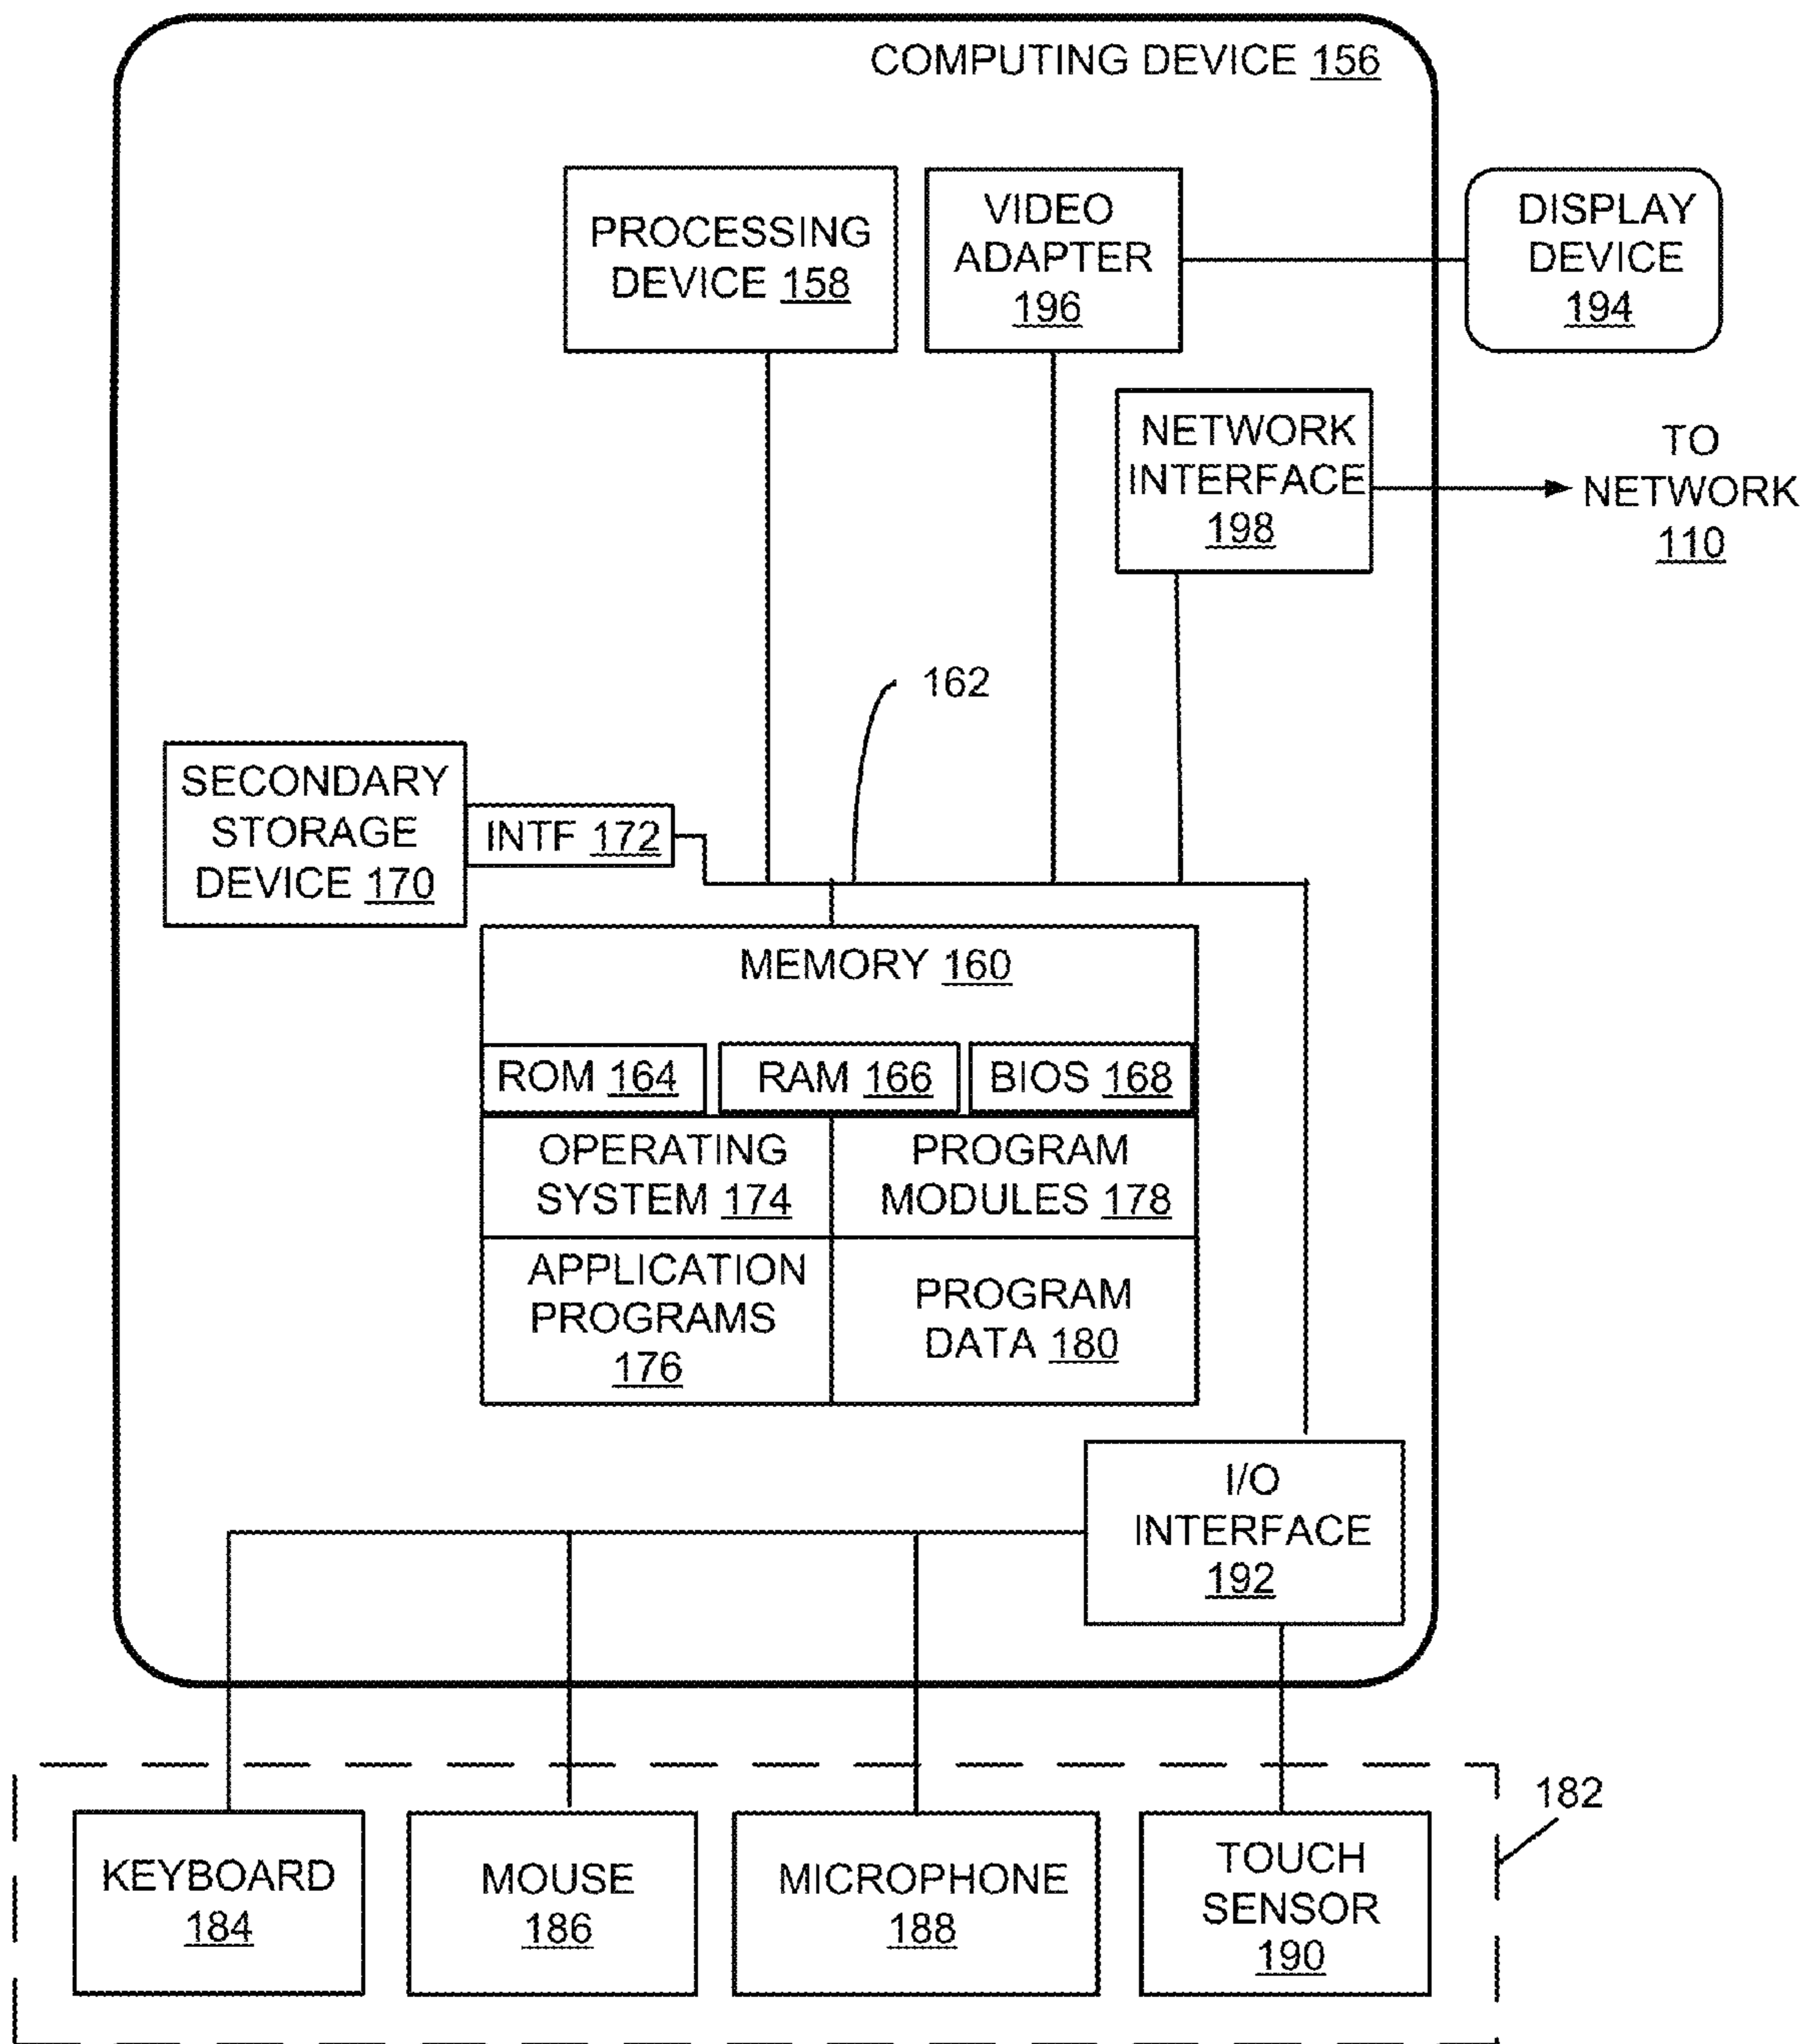 COMPUTING DEVICE 156
PROCESSING
DEVICE 158
VIDEO
ADAPTER
196
DISPLAY
DEVICE
194
NETWORK
INTERFACE
198
TO
NETWORK
110
162
SECONDARY
STORAGE
DEVICE 170
INTF 172
MEMORY 160
ROM 164
RAM 166
BIOS 168
OPERATING
SYSTEM 174
PROGRAM
MODULES 178
APPLICATION
PROGRAMS
176
PROGRAM
DATA 180
I/O
INTERFACE
192
182
KEYBOARD
184
MOUSE
186
MICROPHONE
188
TOUCH
SENSOR
190